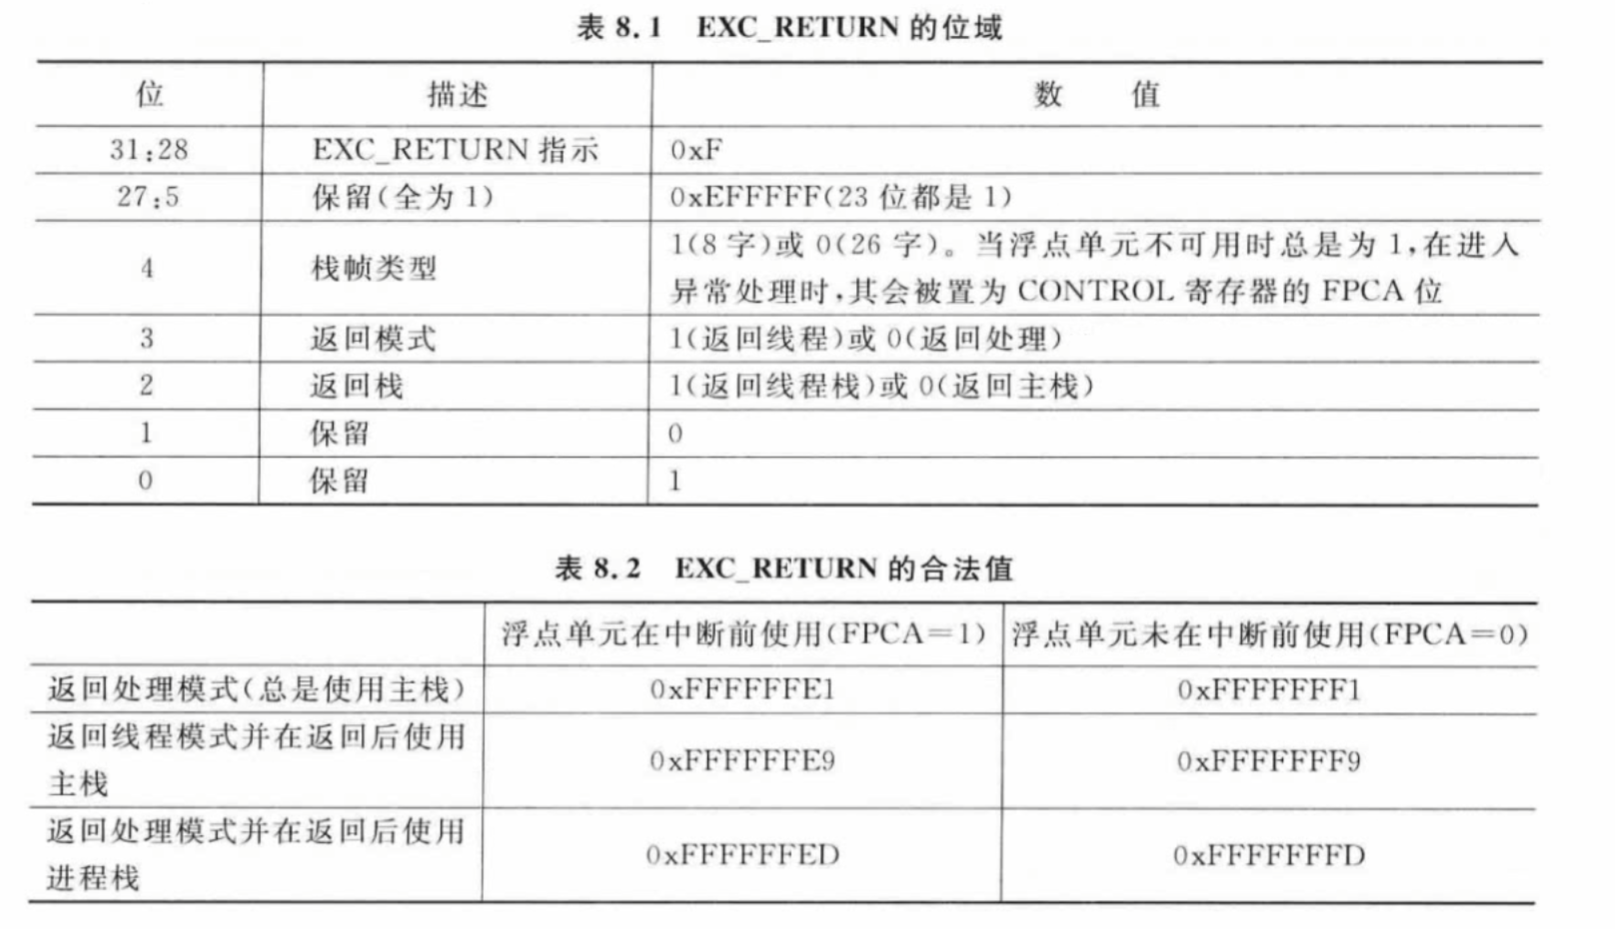 表 8.1 EXC_RETURN 的位域
位 描述 数 值
31:28 EXC_RETURN 指示 0xF
27:5 保留(全为 1) 0xEFFFFF(23 位都是 1)
4 栈帧类型 1(8 字)或 0(26 字)。当浮点单元不可用时总是为 1,在进入
异常处理时,其会被置为 CONTROL 寄存器的 FPCA 位
3 返回模式 1(返回线程)或 0(返回处理)
2 返回栈 1(返回线程栈)或 0(返回主栈)
1 保留 0
0 保留 1
表 8.2 EXC_RETURN 的合法值
浮点单元在中断前使用(FPCA=1) 浮点单元未在中断前使用(FPCA=0)
返回处理模式(总是使用主栈) 0xFFFFFFE1 0xFFFFFFF1
返回线程模式并在返回后使用
主栈 0xFFFFFFE9 0xFFFFFFF9
返回处理模式并在返回后使用
进程栈 0xFFFFFFED 0xFFFFFFFD